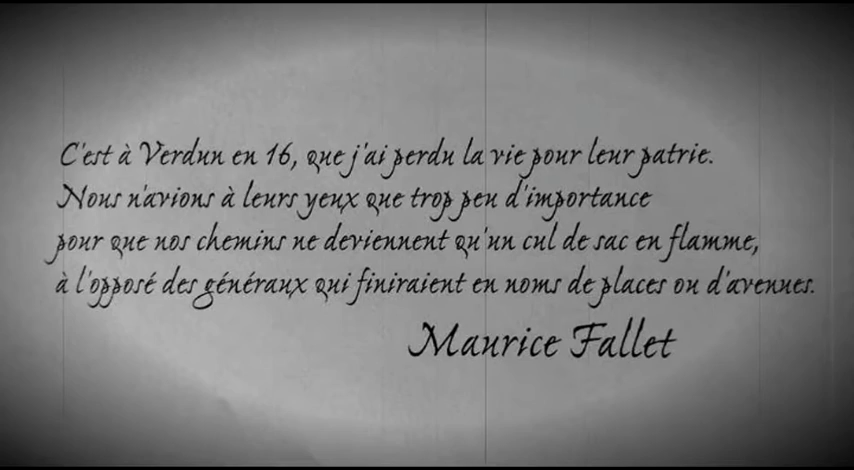 C'est à Verdun en 16, que j'ai perdu la vie pour leur patrie.
Nous n'avions à leurs yeux que trop peu d'importance
pour que nos chemins ne deviennent qu'un cul de sac en flamme,
à l'opposé des généraux qui finiraient en noms de places ou d'avenues.
Maurice Fallet